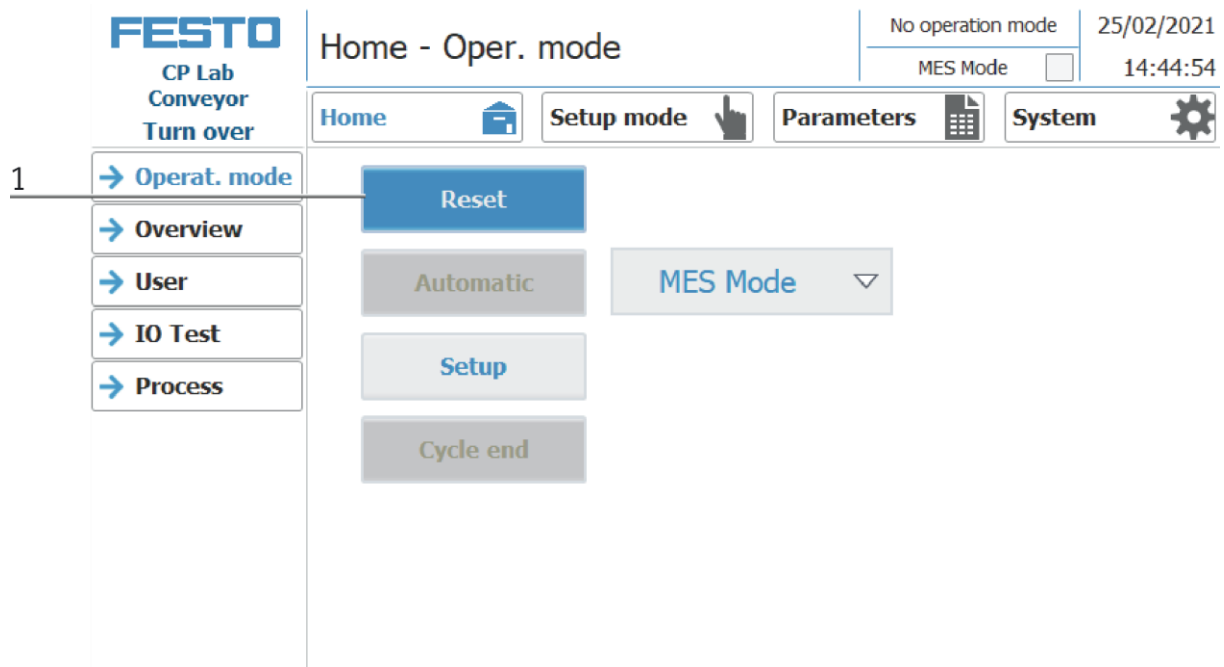 FESTO
CP Lab
Conveyor
Turn over
Home - Oper. mode
No operation mode
MES Mode
25/02/2021
14:44:54
Home
Setup mode
Parameters
System
1
Operat. mode
Overview
User
IO Test
Process
Reset
Automatic
MES Mode
Setup
Cycle end